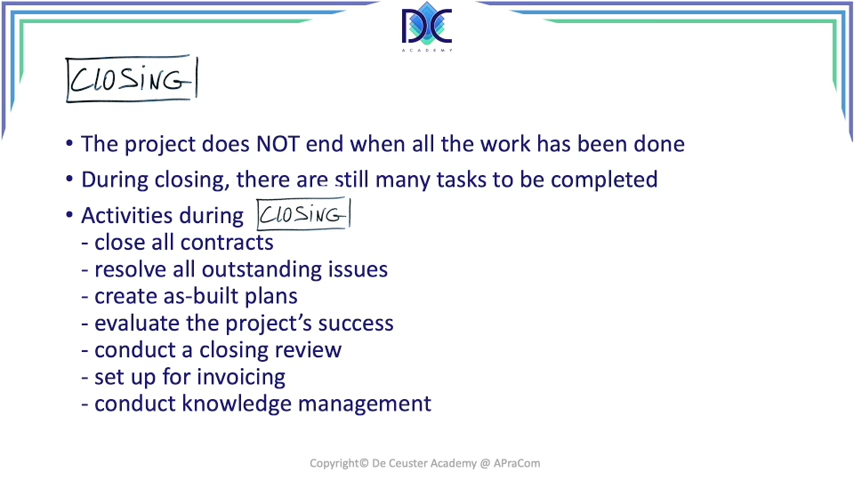 DC
ACADEMY
CLOSiNG
• The project does NOT end when all the work has been done
• During closing, there are still many tasks to be completed
• Activities during CLOSiNG
- close all contracts
- resolve all outstanding issues
- create as-built plans
- evaluate the project’s success
- conduct a closing review
- set up for invoicing
- conduct knowledge management
Copyright© De Ceuster Academy @ APraCom